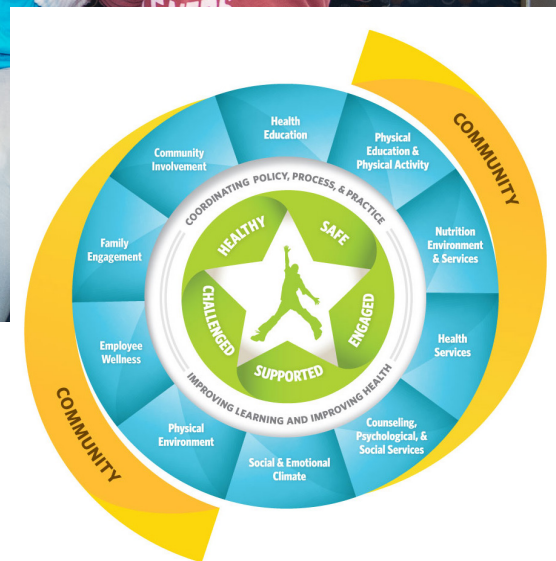 Health
Education
Physical
Education &
Physical Activity
Nutrition
Environment
& Services
Health
Services
Counseling,
Psychological, &
Social Services
Social & Emotional
Climate
Physical
Environment
Employee
Wellness
Family
Engagement
Community
Involvement
COMMUNITY
COMMUNITY
COORDINATING POLICY, PROCESS, & PRACTICE
IMPROVING LEARNING AND IMPROVING HEALTH
HEALTHY
SAFE
ENGAGED
SUPPORTED
CHALLENGED